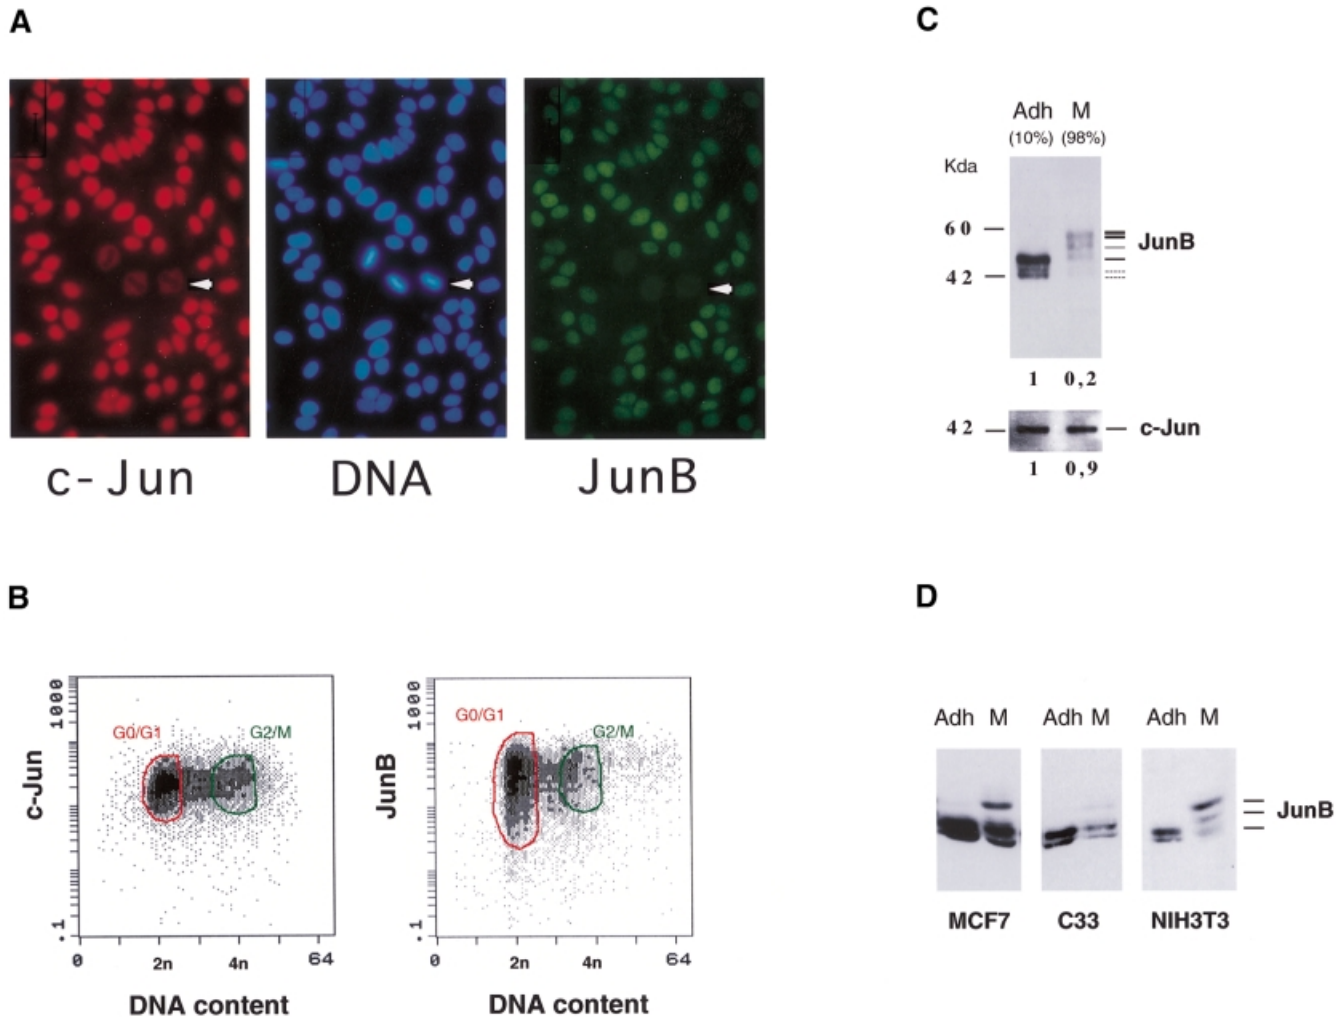 A
c-Jun
DNA
JunB
B
c-Jun
1000
.1
G0/G1
G2/M
0
2n
4n
64
DNA content
JunB
1000
.1
G0/G1
G2/M
0
2n
4n
64
DNA content
C
Adh M
(10%) (98%)
Kda
60
42
JunB
1 0,2
42
c-Jun
1 0,9
D
Adh M
Adh M
Adh M
JunB
MCF7
C33
NIH3T3